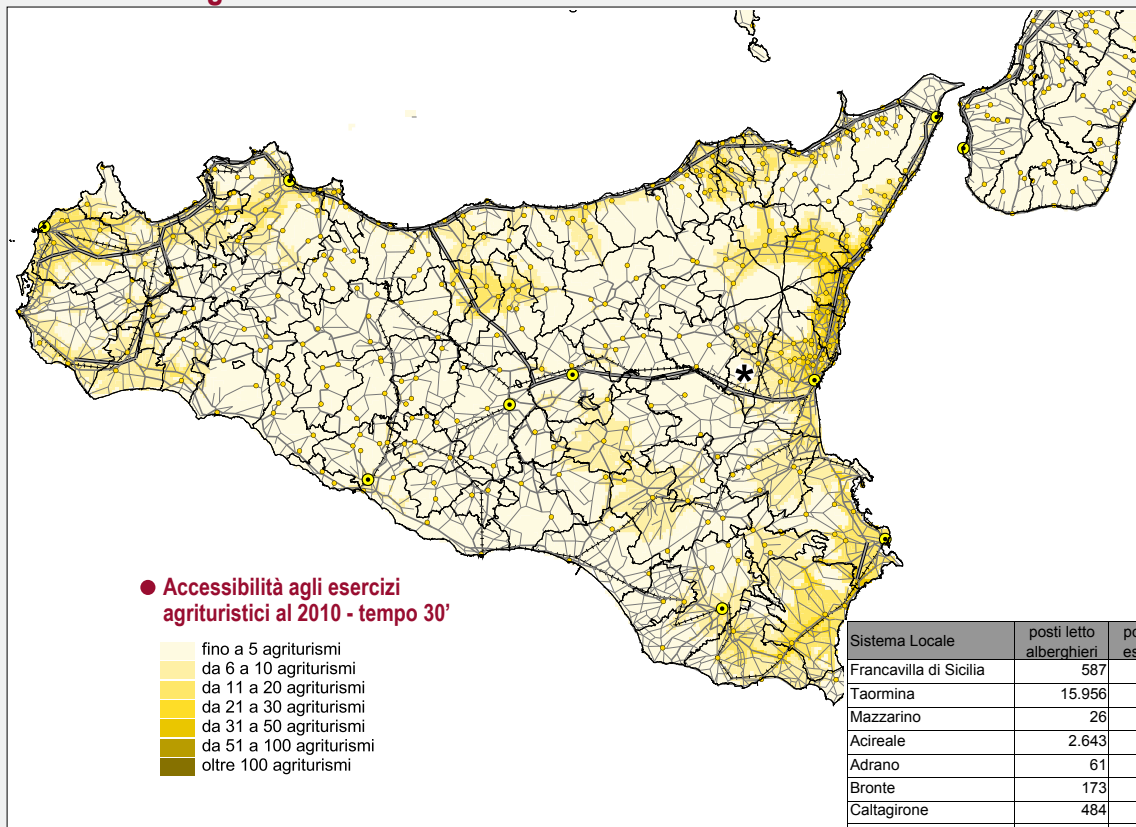 ● Accessibilità agli esercizi
agrituristici al 2010 - tempo 30’
fino a 5 agriturismi
da 6 a 10 agriturismi
da 11 a 20 agriturismi
da 21 a 30 agriturismi
da 31 a 50 agriturismi
da 51 a 100 agriturismi
oltre 100 agriturismi
*
Sistema Locale posti letto alberghieri
Francavilla di Sicilia 587
Taormina 15.956
Mazzarino 26
Acireale 2.643
Adrano 61
Bronte 173
Caltagirone 484